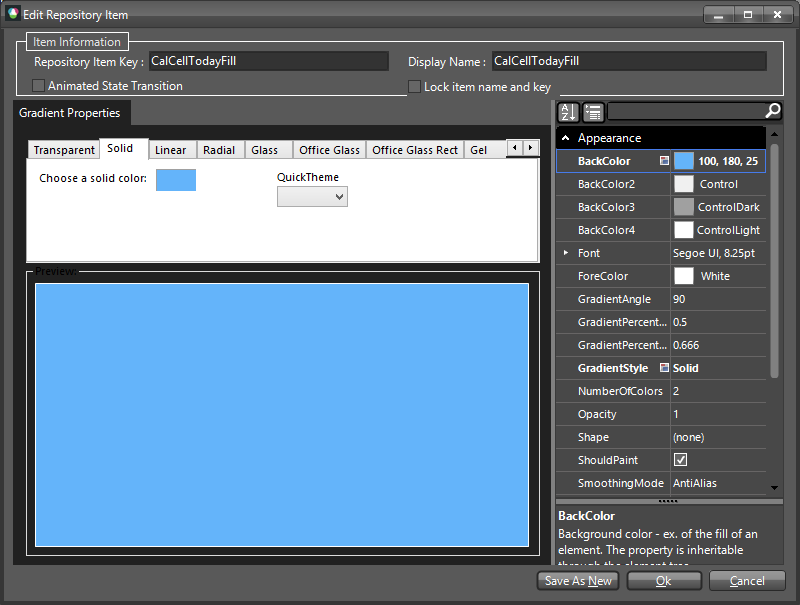 Edit Repository Item
Item Information
Repository Item Key : CalCellTodayFill
Display Name : CalCellTodayFill
Animated State Transition
Lock item name and key
Gradient Properties
Transparent Solid Linear Radial Glass Office Glass Office Glass Rect Gel
Choose a solid color:
QuickTheme
Preview:
A Z
Appearance
BackColor 100, 180, 25
BackColor2 Control
BackColor3 ControlDark
BackColor4 ControlLight
Font Segoe UI, 8.25pt
ForeColor White
GradientAngle 90
GradientPercent... 0.5
GradientPercent... 0.666
GradientStyle Solid
NumberOfColors 2
Opacity 1
Shape (none)
ShouldPaint
SmoothingMode AntiAlias
BackColor
Background color - ex. of the fill of an
element. The property is inheritable
through the element tree
Save As New Ok Cancel